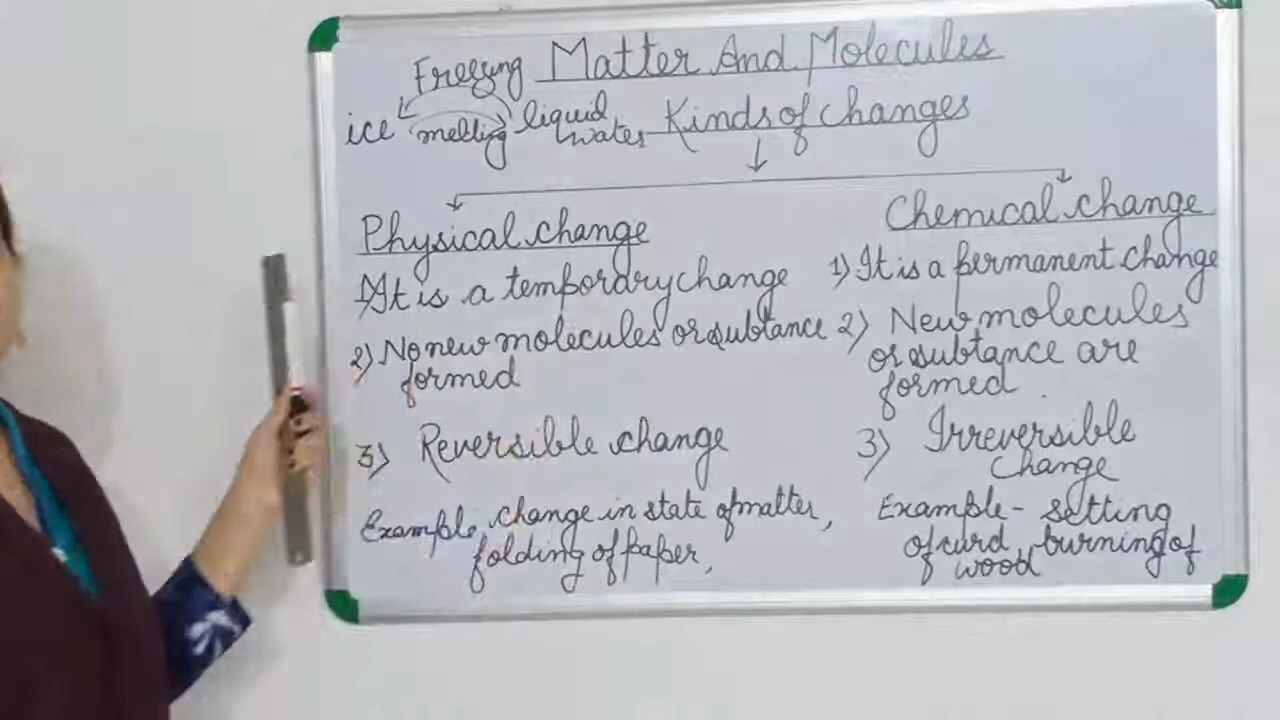 Freezing Matter And Molecules
ice melting liquid water Kinds of changes
Physical change
1) It is a temporary change
2) No new molecules or subtance
formed
3) Reversible change
Example change in state of matter,
folding of paper,
Chemical change
1) It is a permanent change
2) New molecules
or subtance are
formed
3) Irreversible
Change
Example - setting
of curd, burning of
wood